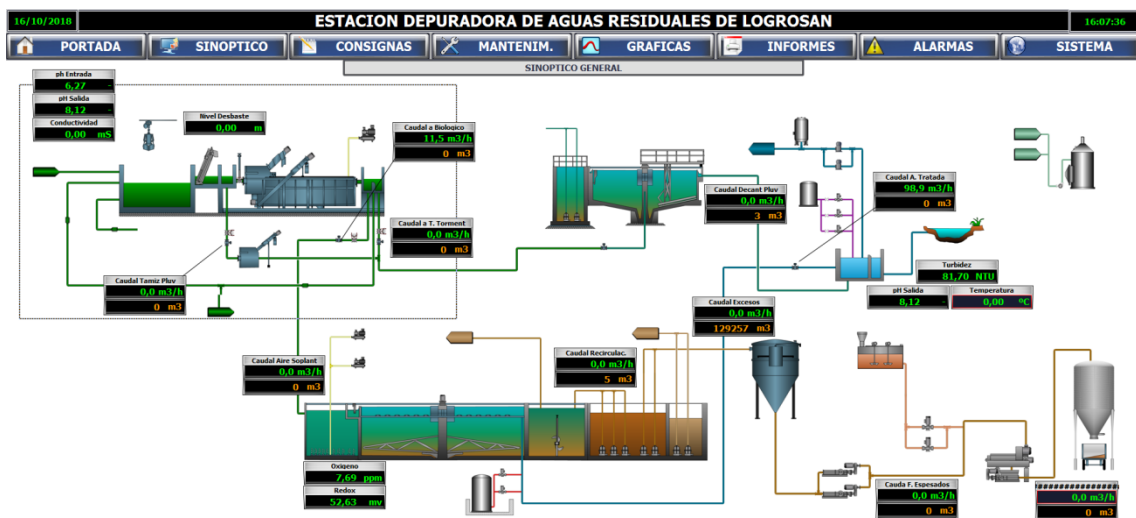 16/10/2018
ESTACION DEPURADORA DE AGUAS RESIDUALES DE LOGROSAN
16:07:36
PORTADA
SINOPTICO
CONSIGNAS
MANTENIM.
GRAFICAS
INFORMES
ALARMAS
SISTEMA
SINOPTICO GENERAL
ph Entrada
6,27 -
pH Salida
8,12 -
Conductividad
0,00 mS
Nivel Desbaste
0,00 m
Caudal a Biologico
11,5 m3/h
0 m3
Caudal a T. Torment
0,0 m3/h
0 m3
Caudal Tamiz Pluv
0,0 m3/h
0 m3
Caudal Decant Pluv
0,0 m3/h
3 m3
Caudal A. Tratada
98,9 m3/h
0 m3
Turbidez
81,70 NTU
pH Salida
8,12 -
Temperatura
0,00 ºC
Caudal Excesos
0,0 m3/h
129257 m3
Caudal Aire Soplant
0,0 m3/h
0 m3
Caudal Recirculac.
0,0 m3/h
5 m3
Oxigeno
7,69 ppm
Redox
52,63 mv
Cauda F. Espesados
0,0 m3/h
0 m3
0,0 m3/h
0 m3